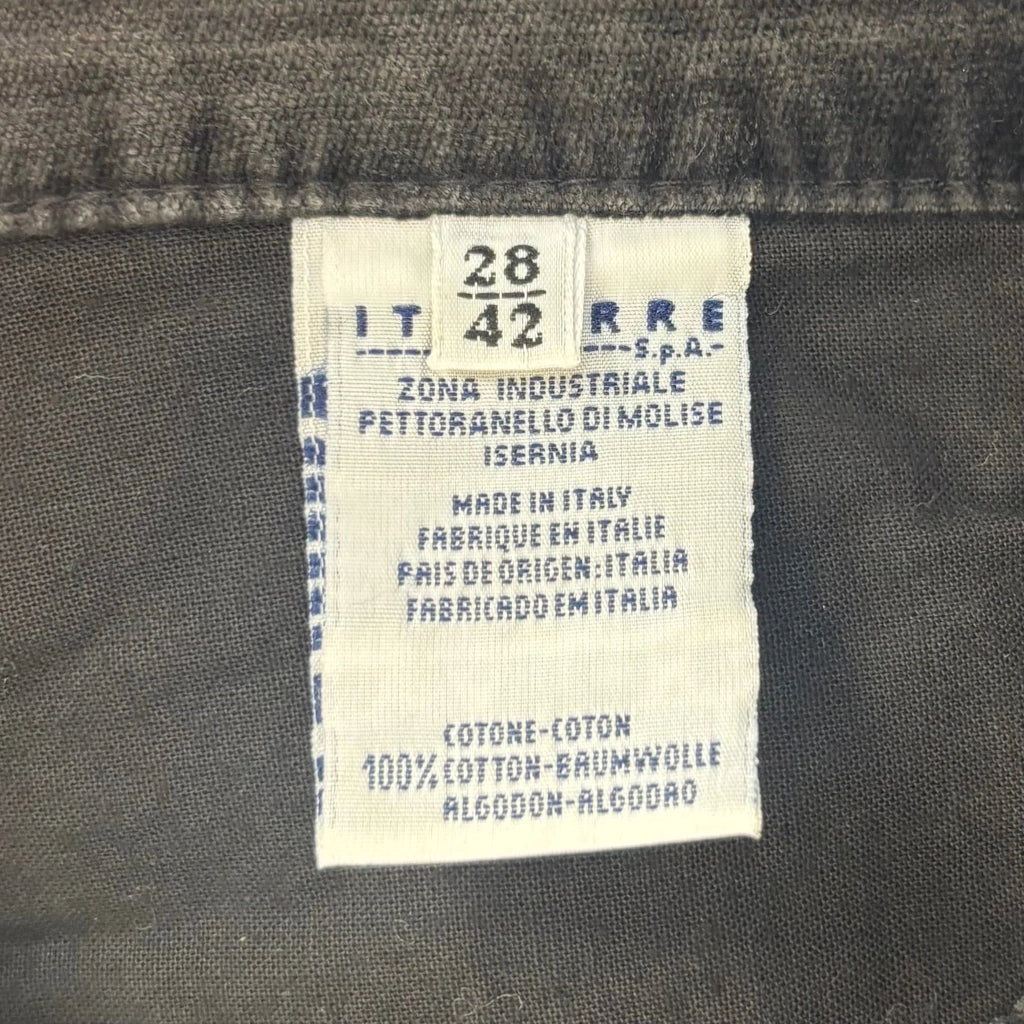 28
42
IT RRE
S.p.A.
ZONA INDUSTRIALE
PETTORANELLO DI MOLISE
ISERNIA
MADE IN ITALY
FABRIQUE EN ITALIE
PAIS DE ORIGEN: ITALIA
FABRICADO EM ITALIA
COTONE-COTON
100% COTTON-BAUMWOLLE
ALGODON-ALGODAO